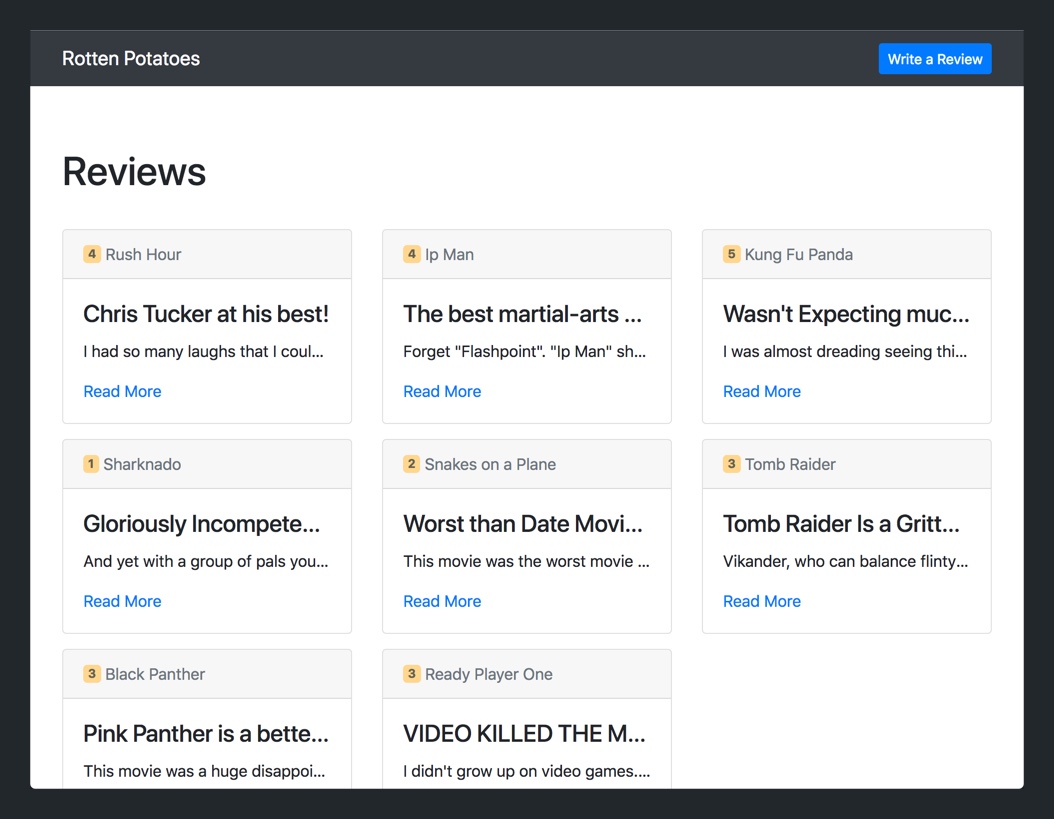 Rotten Potatoes
Write a Review
Reviews
4 Rush Hour
Chris Tucker at his best!
I had so many laughs that I coul...
Read More
4 Ip Man
The best martial-arts ...
Forget "Flashpoint". "Ip Man" sh...
Read More
5 Kung Fu Panda
Wasn't Expecting muc...
I was almost dreading seeing thi...
Read More
1 Sharknado
Gloriously Incompete...
And yet with a group of pals you...
Read More
2 Snakes on a Plane
Worst than Date Movi...
This movie was the worst movie ...
Read More
3 Tomb Raider
Tomb Raider Is a Gritt...
Vikander, who can balance flinty...
Read More
3 Black Panther
Pink Panther is a bette...
This movie was a huge disappoi...
3 Ready Player One
VIDEO KILLED THE M...
I didn't grow up on video games....